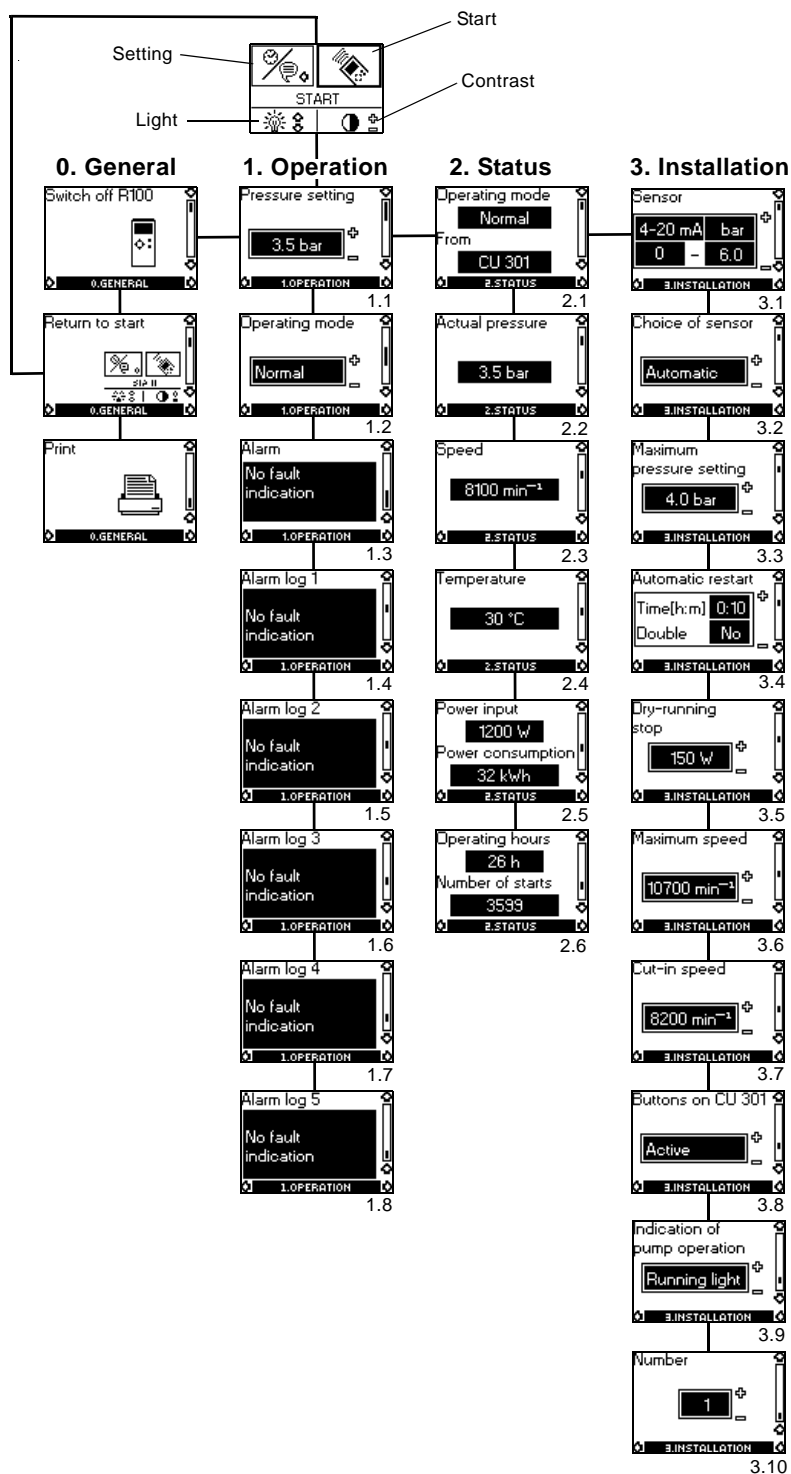 Start
Setting
START
Contrast
Light
0. General
1. Operation
2. Status
3. Installation
Switch off R100
0.GENERAL
Return to start
0.GENERAL
Print
0.GENERAL
Pressure setting
3.5 bar
1.OPERATION
1.1
Operating mode
Normal
1.OPERATION
1.2
Alarm
No fault
indication
1.OPERATION
1.3
Alarm log 1
No fault
indication
1.OPERATION
1.4
Alarm log 2
No fault
indication
1.OPERATION
1.5
Alarm log 3
No fault
indication
1.OPERATION
1.6
Alarm log 4
No fault
indication
1.OPERATION
1.7
Alarm log 5
No fault
indication
1.OPERATION
1.8
Operating mode
Normal
From
CU 301
2.STATUS
2.1
Actual pressure
3.5 bar
2.STATUS
2.2
Speed
8100 min⁻¹
2.STATUS
2.3
Temperature
30 °C
2.STATUS
2.4
Power input
1200 W
Power consumption
32 kWh
2.STATUS
2.5
Operating hours
26 h
Number of starts
3599
2.STATUS
2.6
Sensor
4-20 mA bar
0 - 6.0
3.INSTALLATION
3.1
Choice of sensor
Automatic
3.INSTALLATION
3.2
Maximum
pressure setting
4.0 bar
3.INSTALLATION
3.3
Automatic restart
Time[h:m] 0:10
Double No
3.INSTALLATION
3.4
Dry-running
stop
150 W
3.INSTALLATION
3.5
Maximum speed
10700 min⁻¹
3.INSTALLATION
3.6
Cut-in speed
8200 min⁻¹
3.INSTALLATION
3.7
Buttons on CU 301
Active
3.INSTALLATION
3.8
Indication of
pump operation
Running light
3.INSTALLATION
3.9
Number
1
3.INSTALLATION
3.10